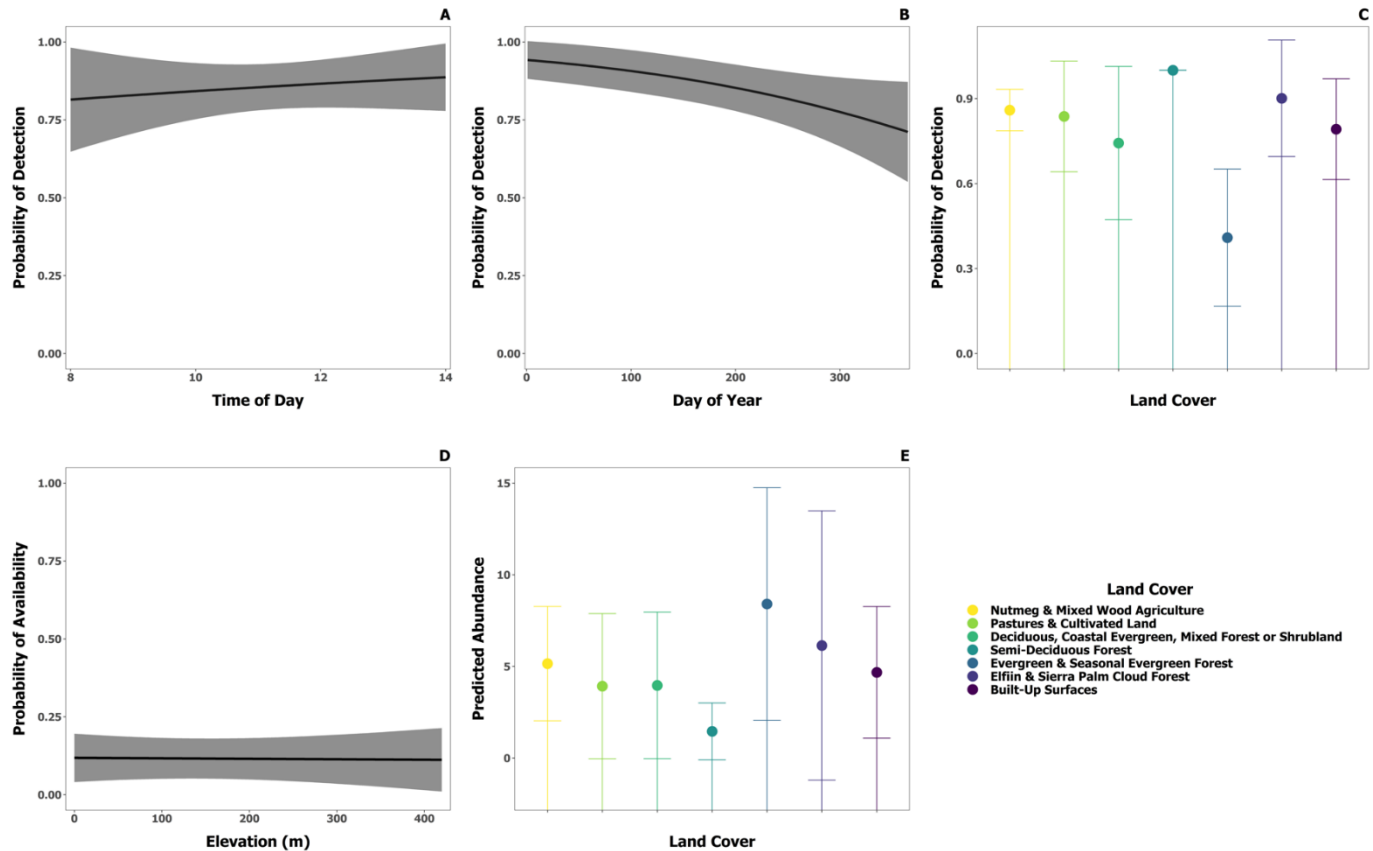 A
1.00
0.75
0.50
0.25
0.00
Probability of Detection
8
10
12
14
Time of Day
B
1.00
0.75
0.50
0.25
0.00
Probability of Detection
0
100
200
300
Day of Year
C
0.9
0.6
0.3
0.0
Probability of Detection
Land Cover
D
1.00
0.75
0.50
0.25
0.00
Probability of Availability
0
100
200
300
400
Elevation (m)
E
15
10
5
0
Predicted Abundance
Land Cover
Land Cover
Nutmeg & Mixed Wood Agriculture
Pastures & Cultivated Land
Deciduous, Coastal Evergreen, Mixed Forest or Shrubland
Semi-Deciduous Forest
Evergreen & Seasonal Evergreen Forest
Elfiin & Sierra Palm Cloud Forest
Built-Up Surfaces